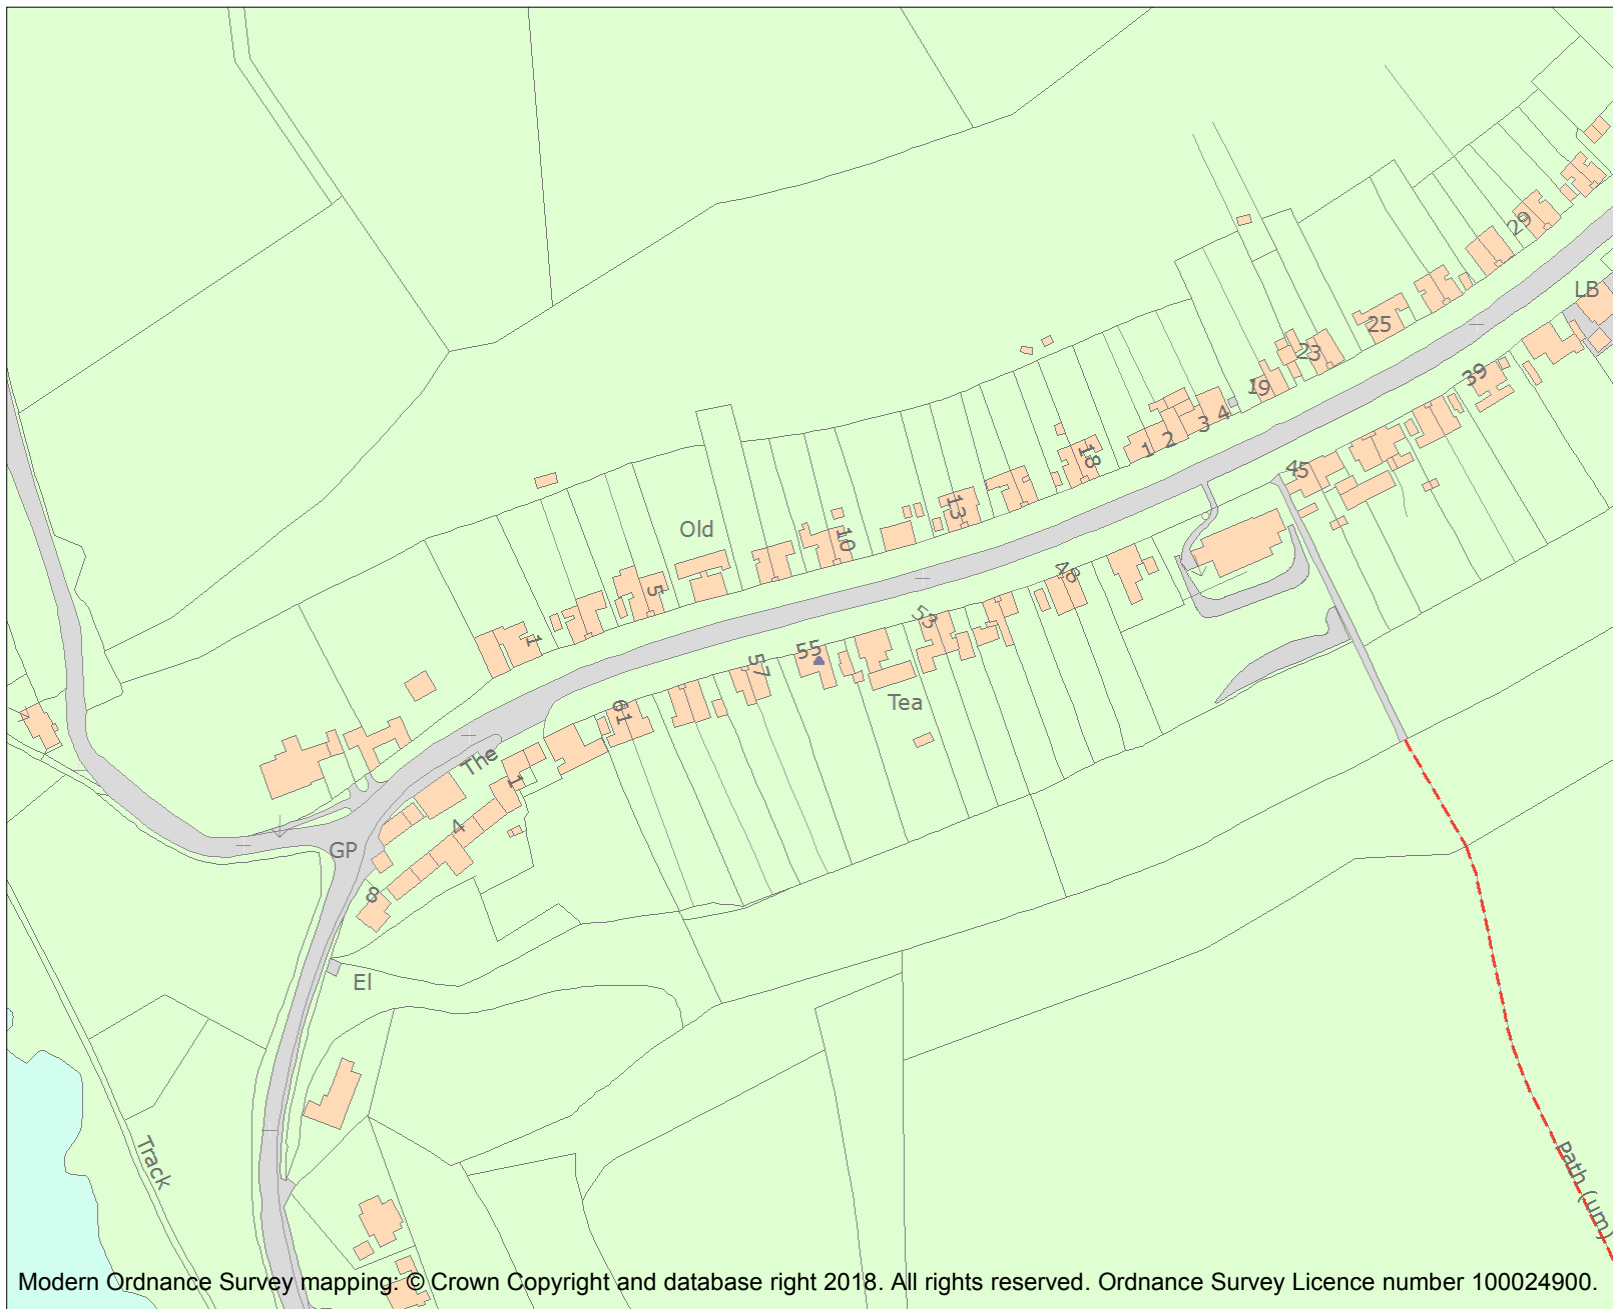 29
LB
25
23
19
39
18
4
3
2
1
45
13
Old
10
5
48
1
53
55
57
Tea
61
The
1
4
GP
8
El
Track
Path (um)
Modern Ordnance Survey mapping: © Crown Copyright and database right 2018. All rights reserved. Ordnance Survey Licence number 100024900.